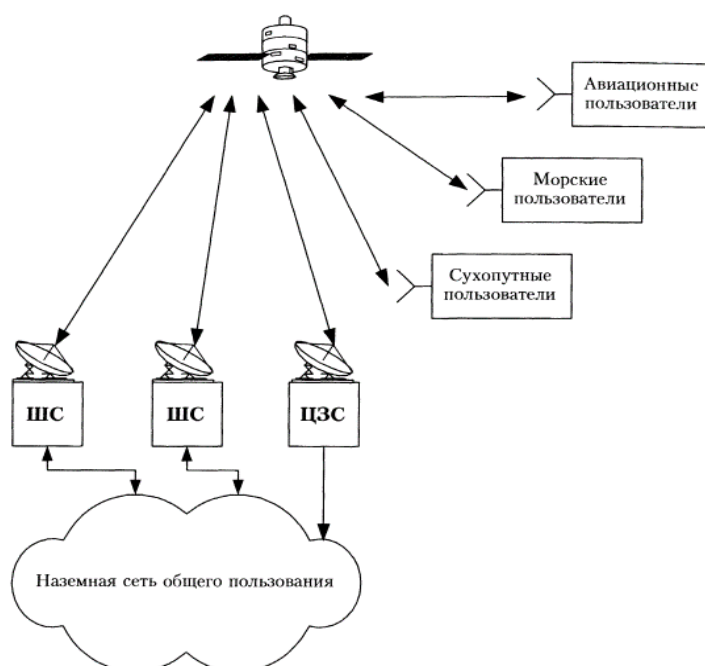 Авиационные
пользователи
Морские
пользователи
Сухопутные
пользователи
ШС
ШС
ЦЗС
Наземная сеть общего пользования